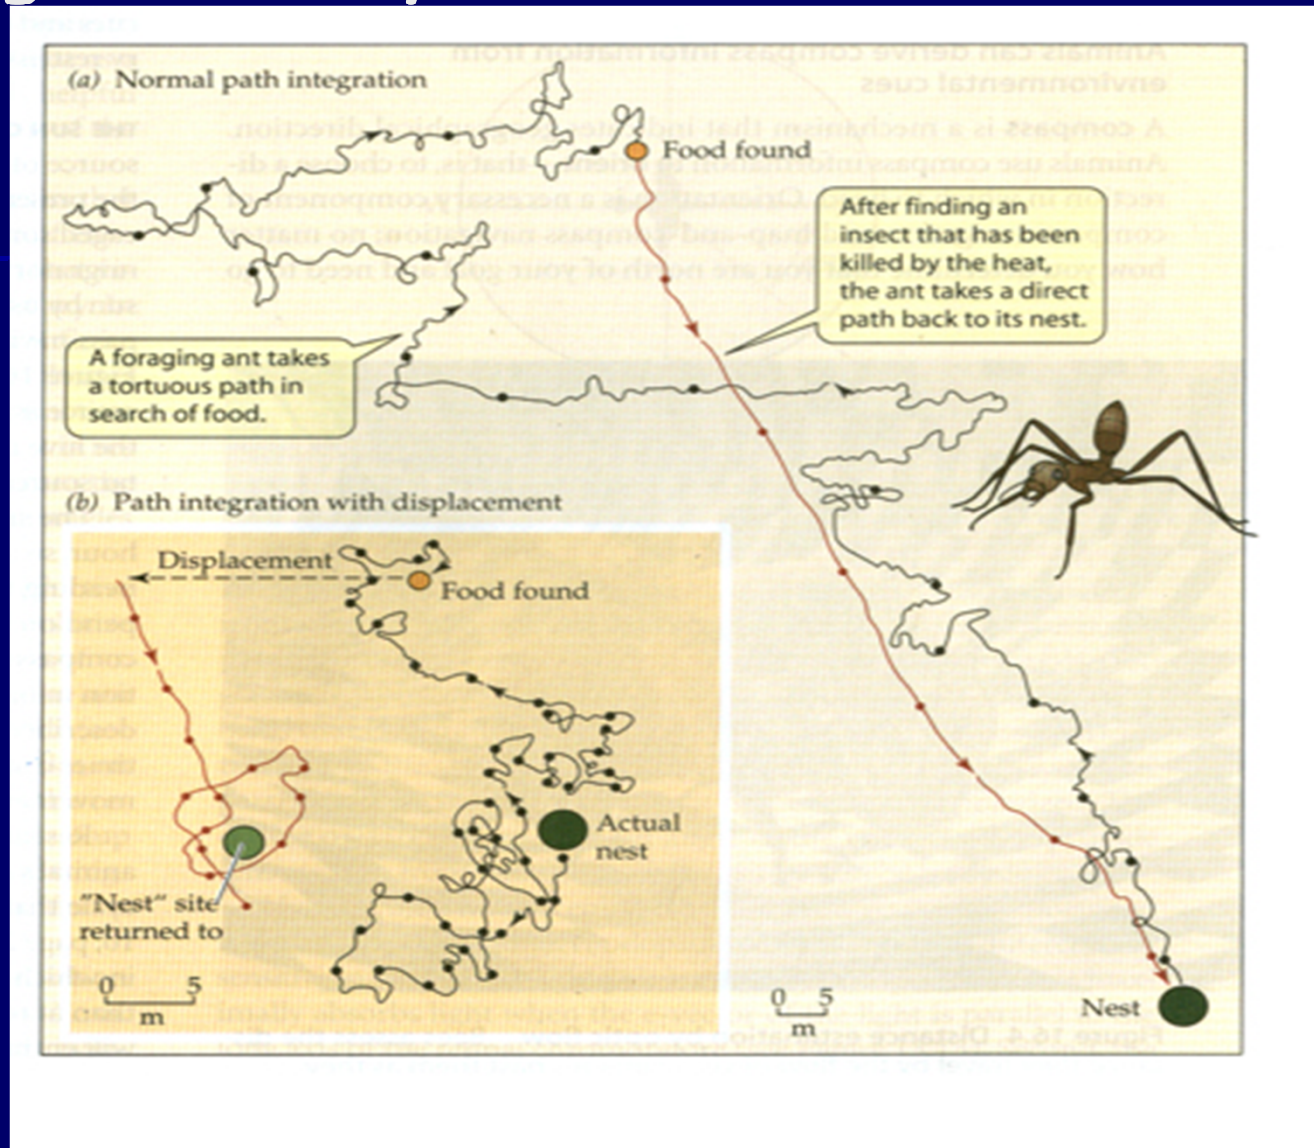 (a) Normal path integration
Food found
After finding an
insect that has been
killed by the heat,
the ant takes a direct
path back to its nest.
A foraging ant takes
a tortuous path in
search of food.
(b) Path integration with displacement
Displacement
Food found
Actual
nest
"Nest" site
returned to
0 5
m
0 5
m
Nest